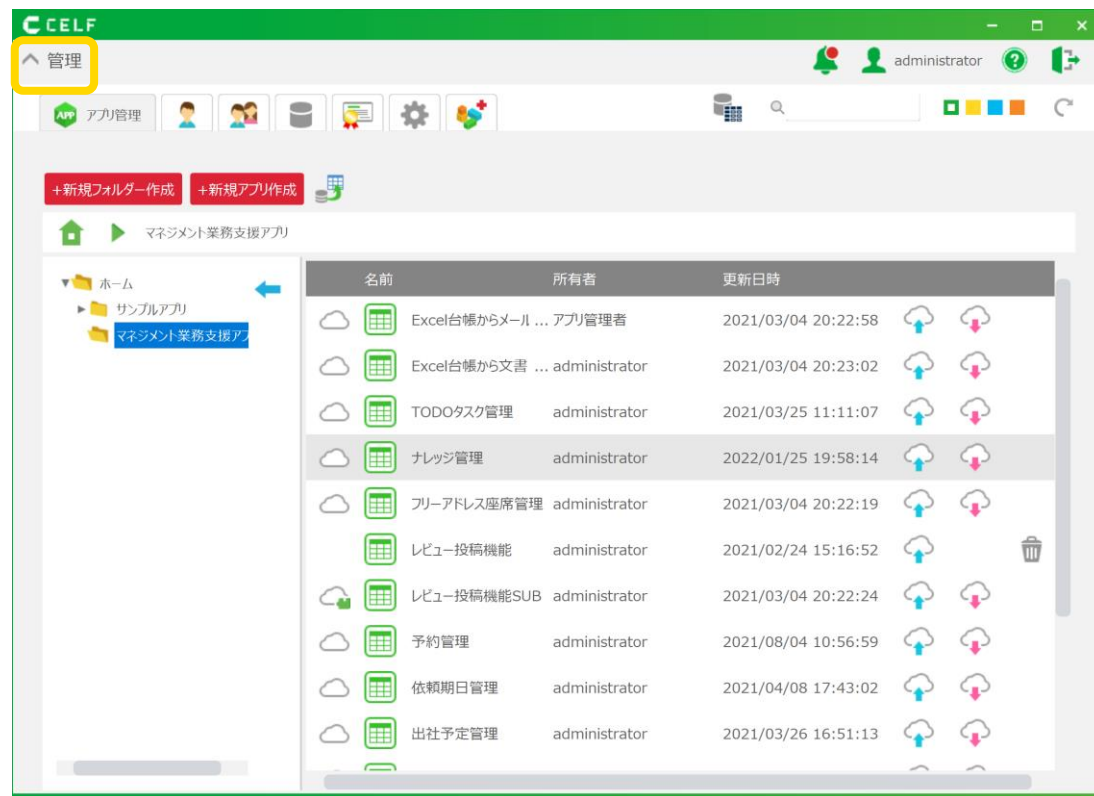 CELF
管理
administrator
APP アプリ管理
+新規フォルダー作成 +新規アプリ作成
マネジメント業務支援アプリ
ホーム
サンプルアプリ
マネジメント業務支援アプ
名前 所有者 更新日時
Excel台帳からメール ... アプリ管理者 2021/03/04 20:22:58
Excel台帳から文書 ... administrator 2021/03/04 20:23:02
TODOタスク管理 administrator 2021/03/25 11:11:07
ナレッジ管理 administrator 2022/01/25 19:58:14
フリーアドレス座席管理 administrator 2021/03/04 20:22:19
レビュー投稿機能 administrator 2021/02/24 15:16:52
レビュー投稿機能SUB administrator 2021/03/04 20:22:24
予約管理 administrator 2021/08/04 10:56:59
依頼期日管理 administrator 2021/04/08 17:43:02
出社予定管理 administrator 2021/03/26 16:51:13